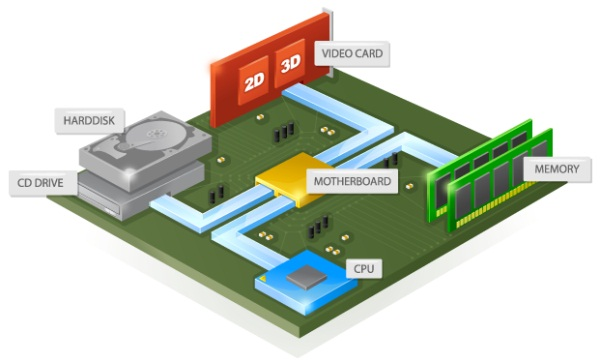 VIDEO CARD
2D 3D
HARDDISK
CD DRIVE
MOTHERBOARD
MEMORY
CPU